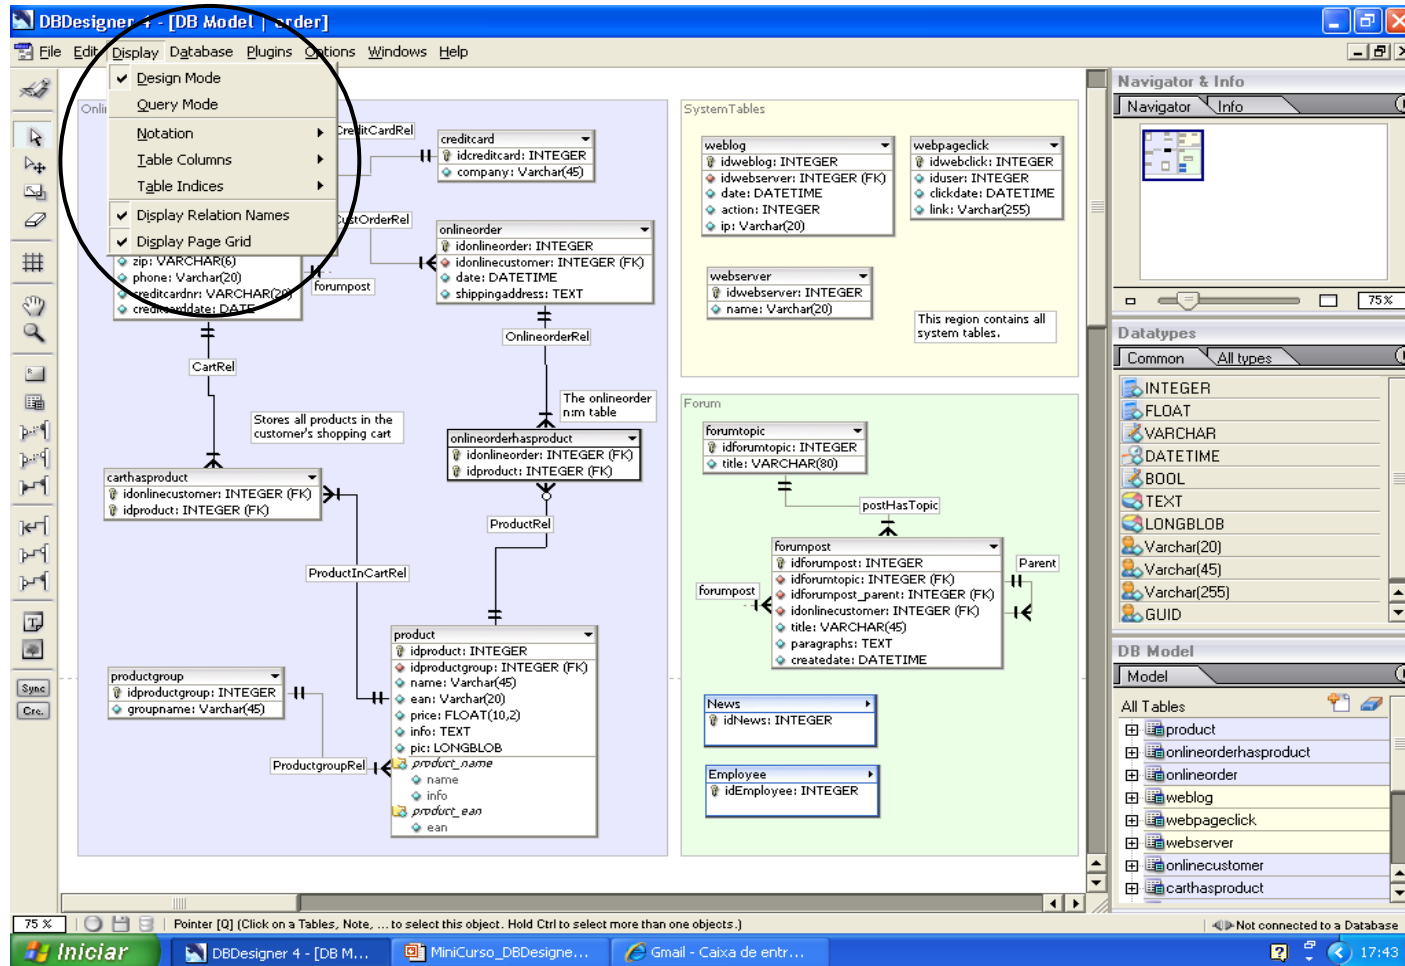 DBDesigner 4 - [DB Model | order]
File Edit Display Database Plugins Options Windows Help
Design Mode
Query Mode
Notation
Table Columns
Table Indices
Display Relation Names
Display Page Grid
CreditCardRel
creditcard
idcreditcard: INTEGER
company: Varchar(45)
CustOrderRel
onlineorder
idonlineorder: INTEGER
idonlinecustomer: INTEGER (FK)
date: DATETIME
shippingaddress: TEXT
zip: VARCHAR(6)
phone: Varchar(20)
creditcardnr: VARCHAR(20)
creditcarddate: DATE
forumpost
OnlineorderRel
CartRel
The onlineorder
n:m table
Stores all products in the
customer's shopping cart
onlineorderhasproduct
idonlineorder: INTEGER (FK)
idproduct: INTEGER (FK)
carthasproduct
idonlinecustomer: INTEGER (FK)
idproduct: INTEGER (FK)
ProductRel
ProductInCartRel
product
idproduct: INTEGER
idproductgroup: INTEGER (FK)
name: Varchar(45)
ean: Varchar(20)
price: FLOAT(10,2)
info: TEXT
pic: LONGBLOB
product_name
name
info
product_ean
ean
productgroup
idproductgroup: INTEGER
groupname: Varchar(45)
ProductgroupRel
SystemTables
weblog
idweblog: INTEGER
idwebserver: INTEGER (FK)
date: DATETIME
action: INTEGER
ip: Varchar(20)
webpageclick
idwebclick: INTEGER
iduser: INTEGER
clickdate: DATETIME
link: Varchar(255)
webserver
idwebserver: INTEGER
name: Varchar(20)
This region contains all
system tables.
Forum
forumtopic
idforumtopic: INTEGER
title: VARCHAR(80)
postHasTopic
forumpost
idforumpost: INTEGER
idforumtopic: INTEGER (FK)
idforumpost_parent: INTEGER (FK)
idonlinecustomer: INTEGER (FK)
title: VARCHAR(45)
paragraphs: TEXT
createdate: DATETIME
Parent
forumpost
News
idNews: INTEGER
Employee
idEmployee: INTEGER
Navigator & Info
Navigator Info
75%
Datatypes
Common All types
INTEGER
FLOAT
VARCHAR
DATETIME
BOOL
TEXT
LONGBLOB
Varchar(20)
Varchar(45)
Varchar(255)
GUID
DB Model
Model
All Tables
product
onlineorderhasproduct
onlineorder
weblog
webpageclick
webserver
onlinecustomer
carthasproduct
Sync
Cre.
75 % Pointer [Q] (Click on a Tables, Note, ... to select this object. Hold Ctrl to select more than one objects.) Not connected to a Database
Iniciar DBDesigner 4 - [DB M... MiniCurso_DBDesigne... Gmail - Caixa de entr... 17:43